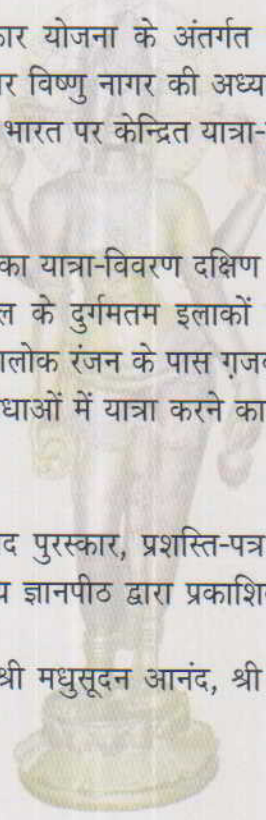 कार योजना के अंतर्गत
कार विष्णु नागर की अध्य
भारत पर केन्द्रित यात्रा-
का यात्रा-विवरण दक्षिण
ल के दुर्गमतम इलाकों
ालोक रंजन के पास ग़जब
धाओं में यात्रा करने का
द पुरस्कार, प्रशस्ति-पत्र
य ज्ञानपीठ द्वारा प्रकाशि
श्री मधुसूदन आनंद, श्री